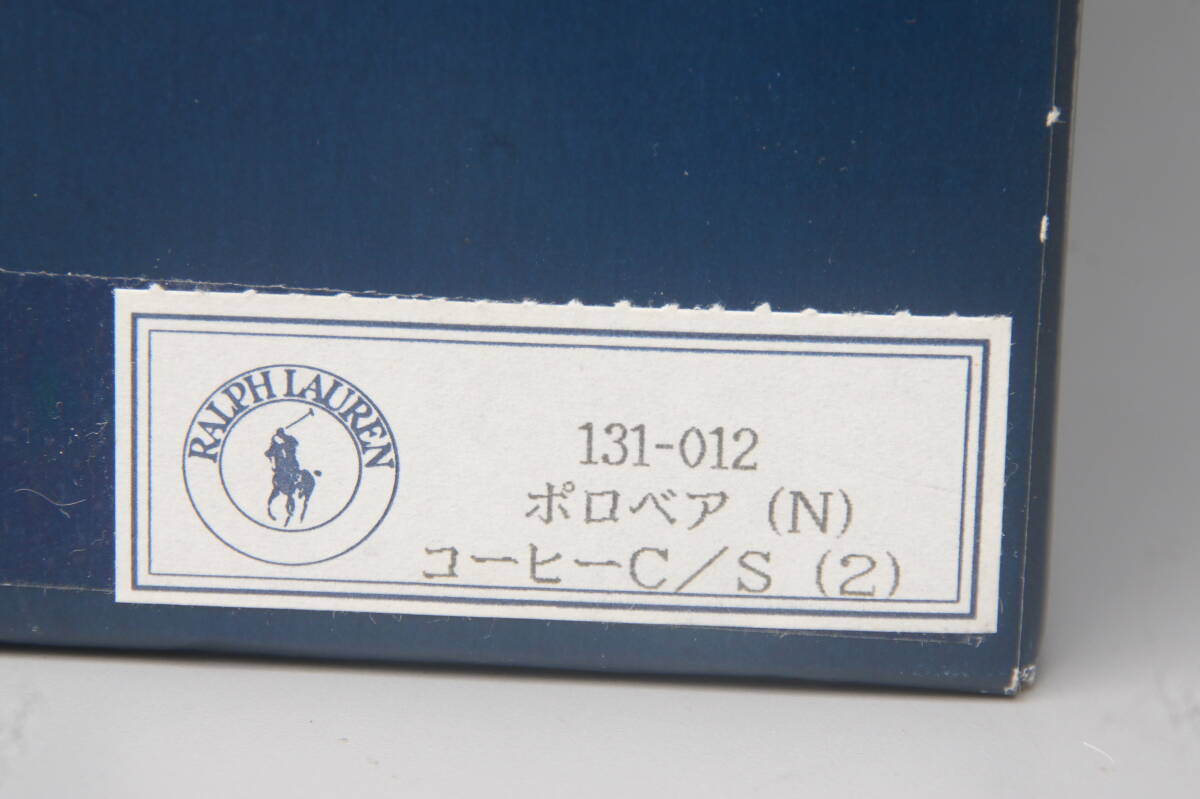 RALPH LAUREN
131-012
ポロベア (N)
コーヒーC/S (2)